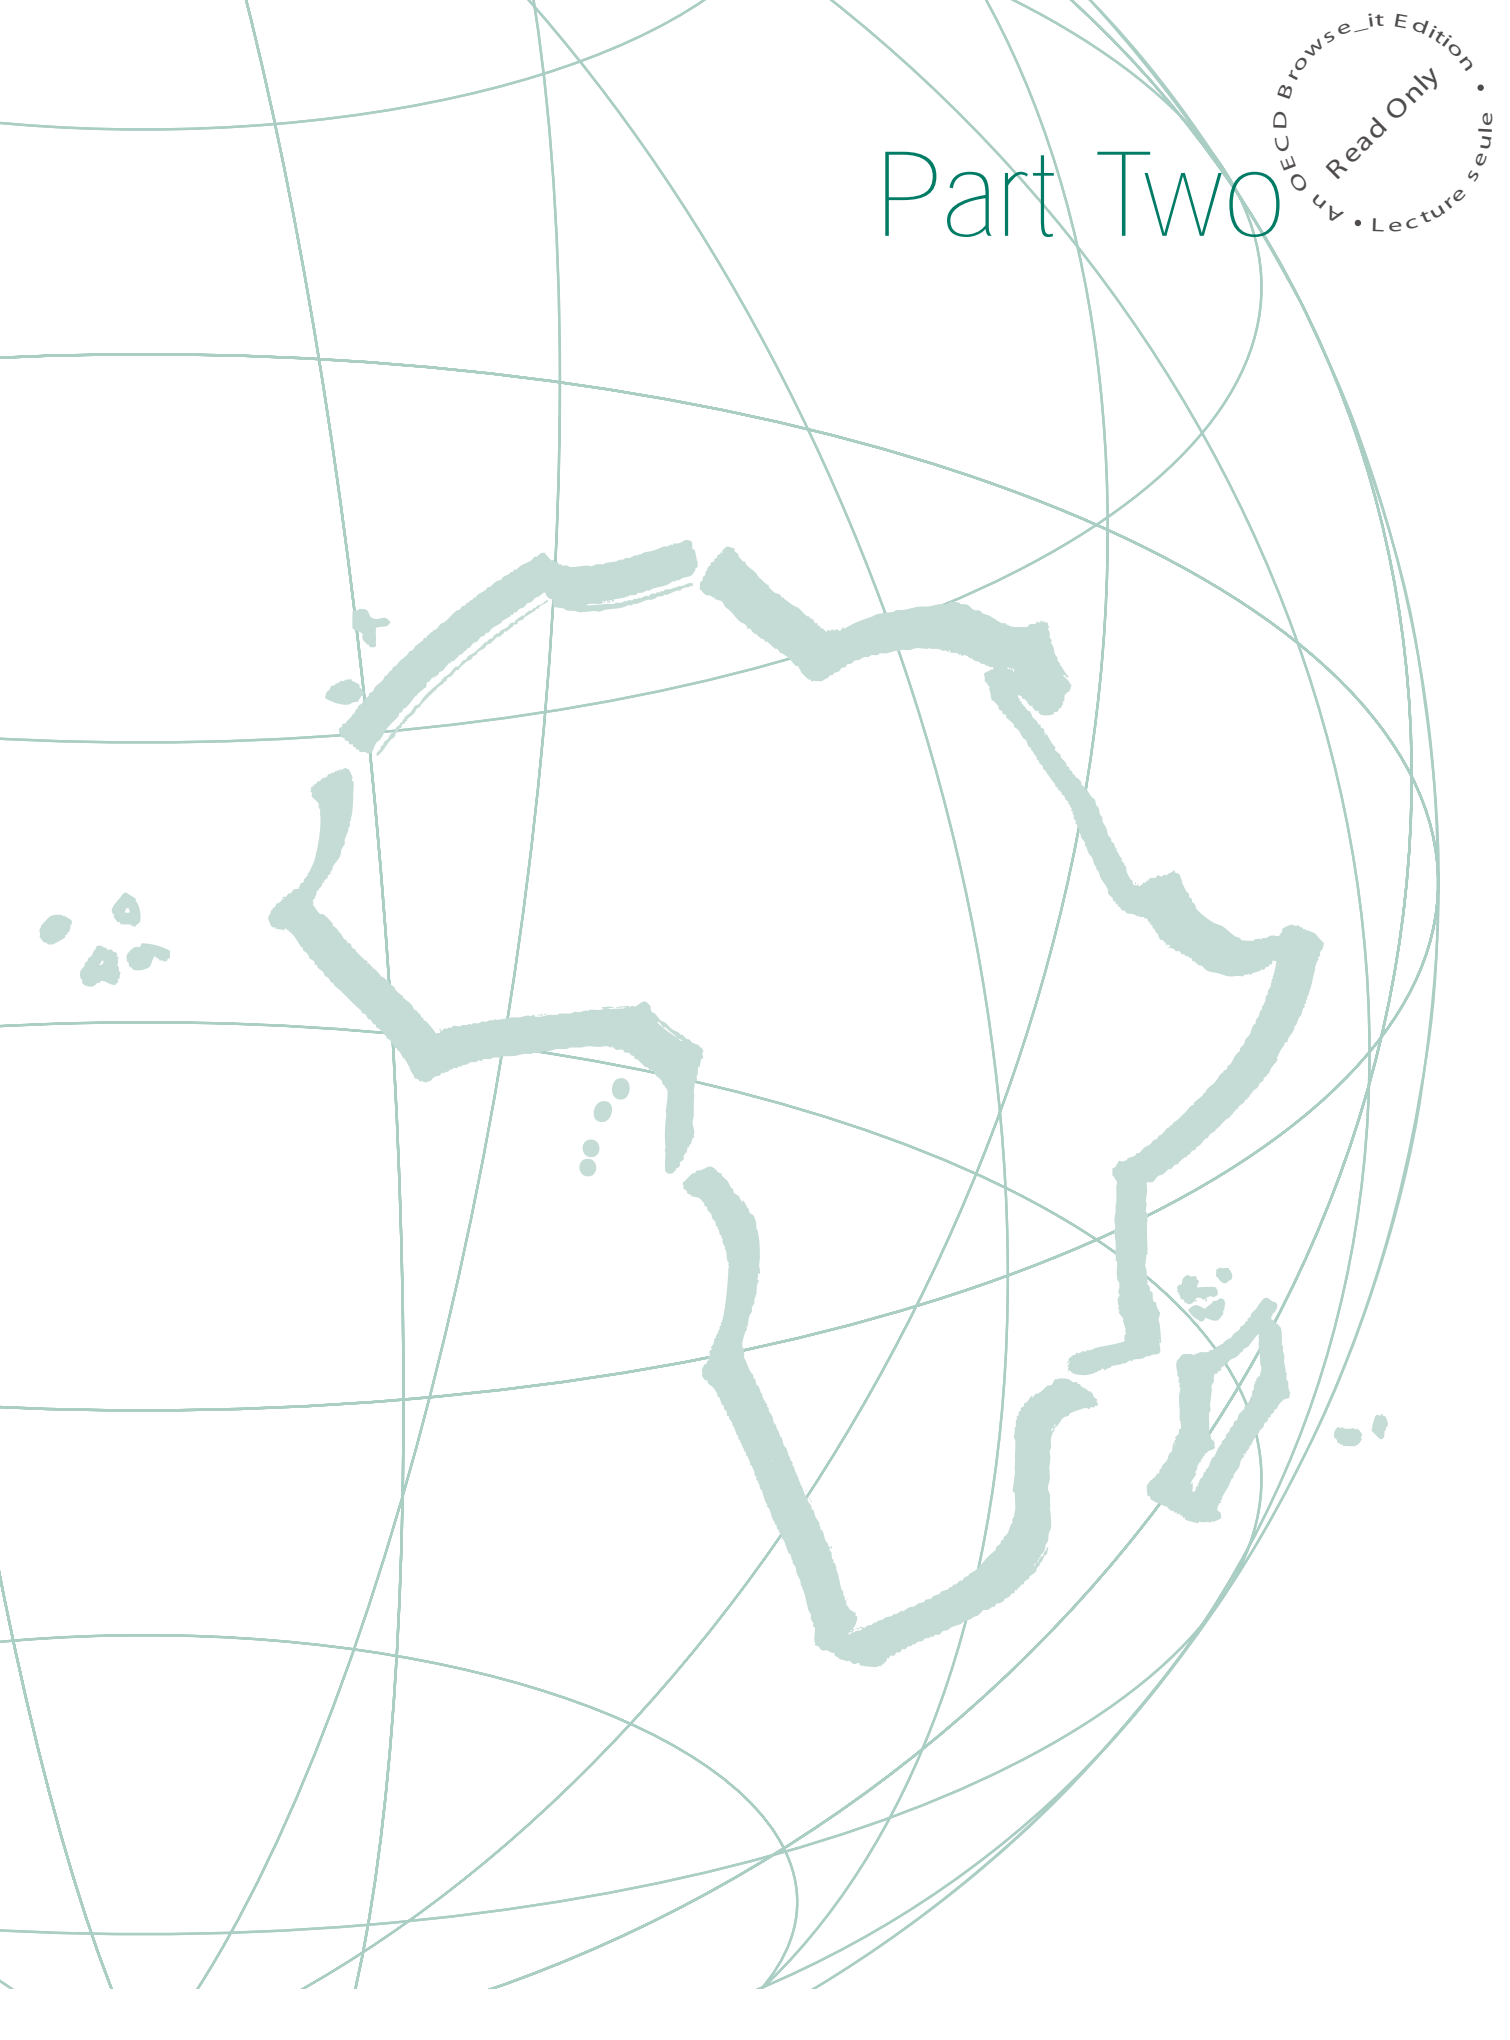 Part Two
An OECD Browse_it Edition •
Read Only
• Lecture seule